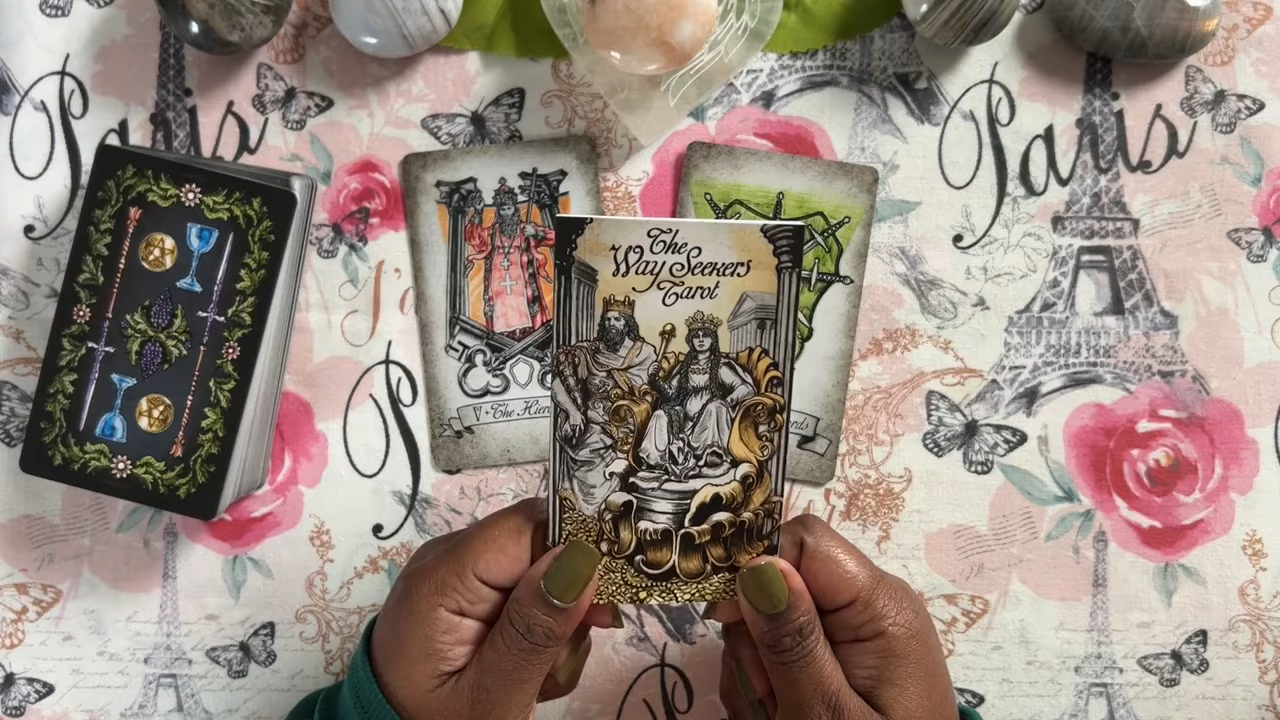 Paris
Paris
The
Way Seekers
Tarot
V • The Hier
rds
J'a
P